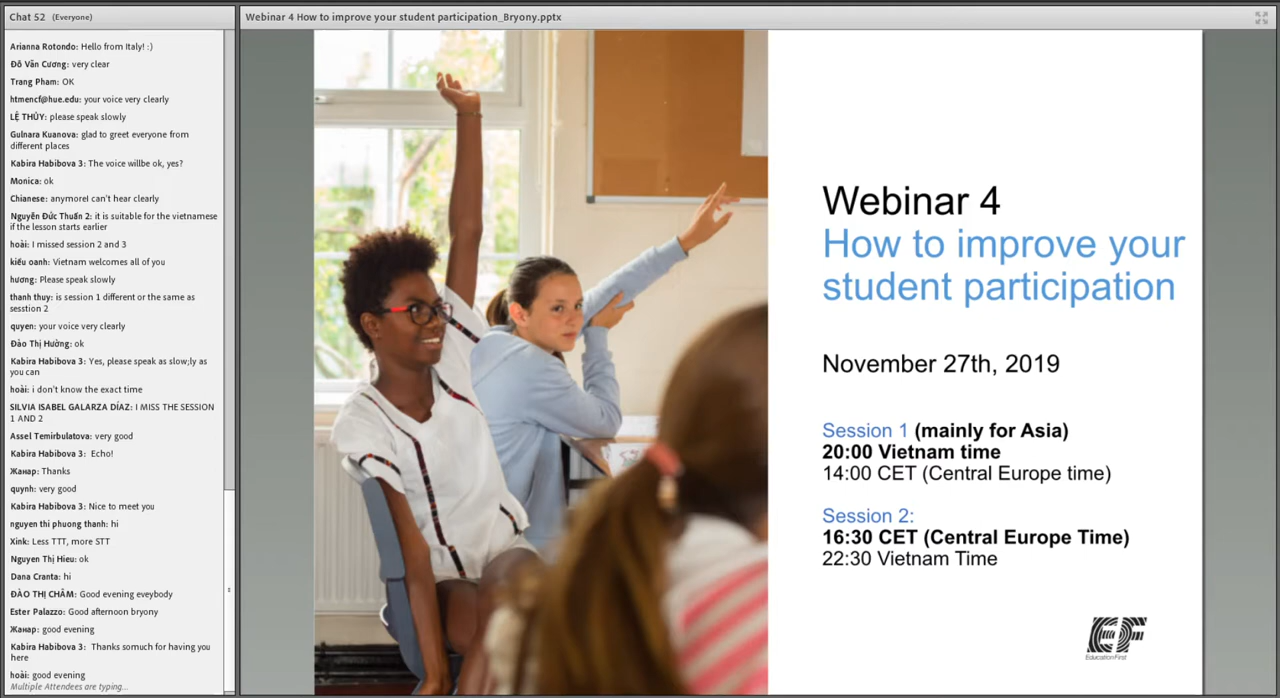 Chat 52 (Everyone)
Arianna Rotondo: Hello from Italy! :)
Đỗ Văn Cương: very clear
Trang Pham: OK
htmencf@hue.edu: your voice very clearly
LỆ THỦY: please speak slowly
Gulnara Kuanova: glad to greet everyone from
different places
Kabira Habibova 3: The voice willbe ok, yes?
Monica: ok
Chianese: anymoreI can't hear clearly
Nguyễn Đức Thuấn 2: it is suitable for the vietnamese
if the lesson starts earlier
hoài: I missed session 2 and 3
kiều oanh: Vietnam welcomes all of you
hương: Please speak slowly
thanh thuy: is session 1 different or the same as
sesstion 2
quyen: your voice very clearly
Đào Thị Hường: ok
Kabira Habibova 3: Yes, please speak as slow;ly as
you can
hoài: i don't know the exact time
SILVIA ISABEL GALARZA DÍAZ: I MISS THE SESSION
1 AND 2
Assel Temirbulatova: very good
Kabira Habibova 3: Echo!
Жанар: Thanks
quynh: very good
Kabira Habibova 3: Nice to meet you
nguyen thi phuong thanh: hi
Xink: Less TTT, more STT
Nguyen Thị Hieu: ok
Dana Cranta: hi
ĐÀO THỊ CHÂM: Good evening eveybody
Ester Palazzo: Good afternoon bryony
Жанар: good evening
Kabira Habibova 3: Thanks somuch for having you
here
hoài: good evening
Multiple Attendees are typing...
Webinar 4 How to improve your student participation_Bryony.pptx
Webinar 4
How to improve your
student participation
November 27th, 2019
Session 1 (mainly for Asia)
20:00 Vietnam time
14:00 CET (Central Europe time)
Session 2:
16:30 CET (Central Europe Time)
22:30 Vietnam Time
EF
Education First